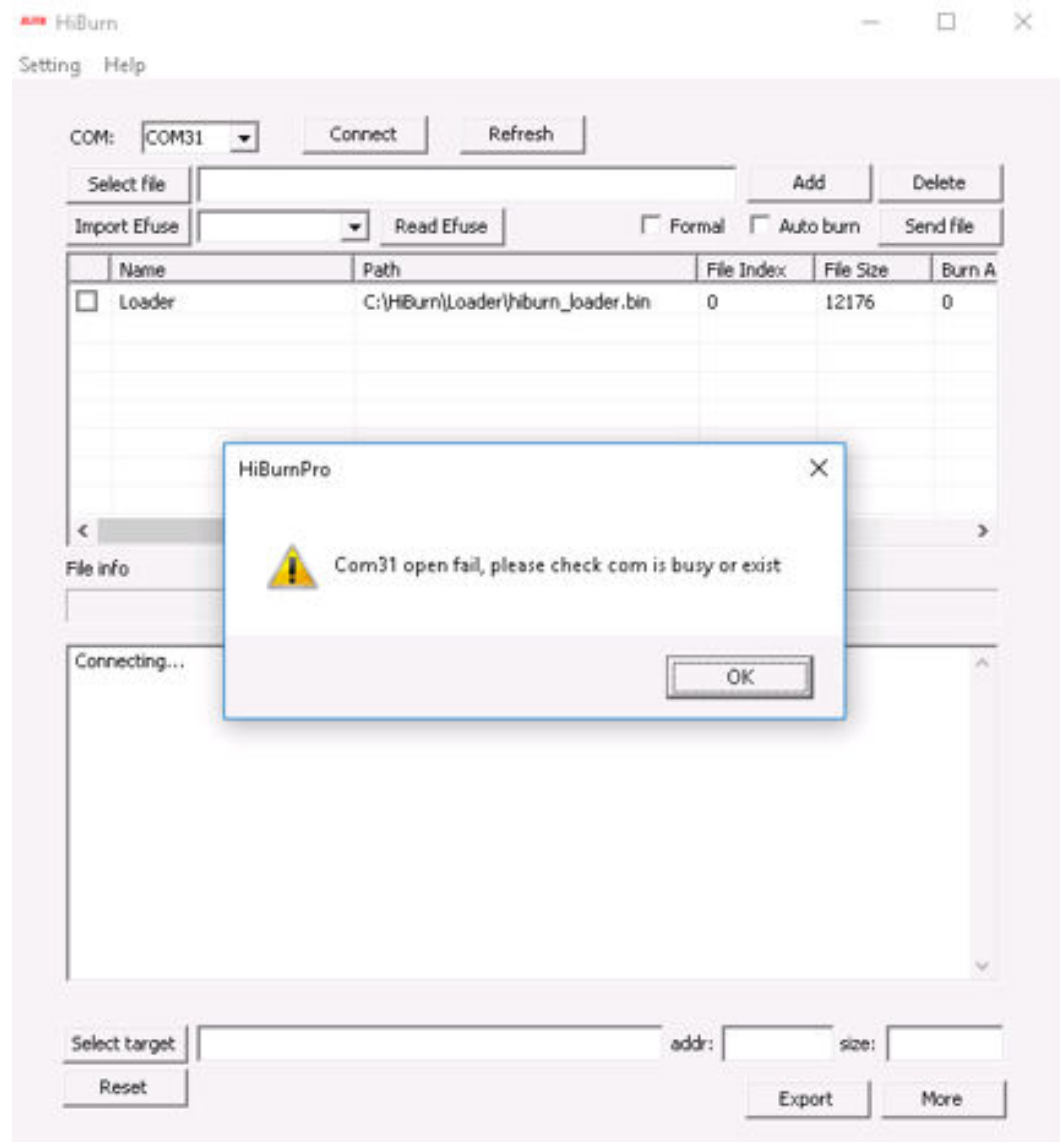 HiBurn
Setting Help
COM: COM31 Connect Refresh
Select file Add Delete
Import Efuse Read Efuse Formal Auto burn Send file
Name Path File Index File Size Burn A
Loader C:\HiBurn\Loader\hiburn_loader.bin 0 12176 0
HiBurnPro
Com31 open fail, please check com is busy or exist
File info
Connecting...
OK
Select target addr: size:
Reset
Export More